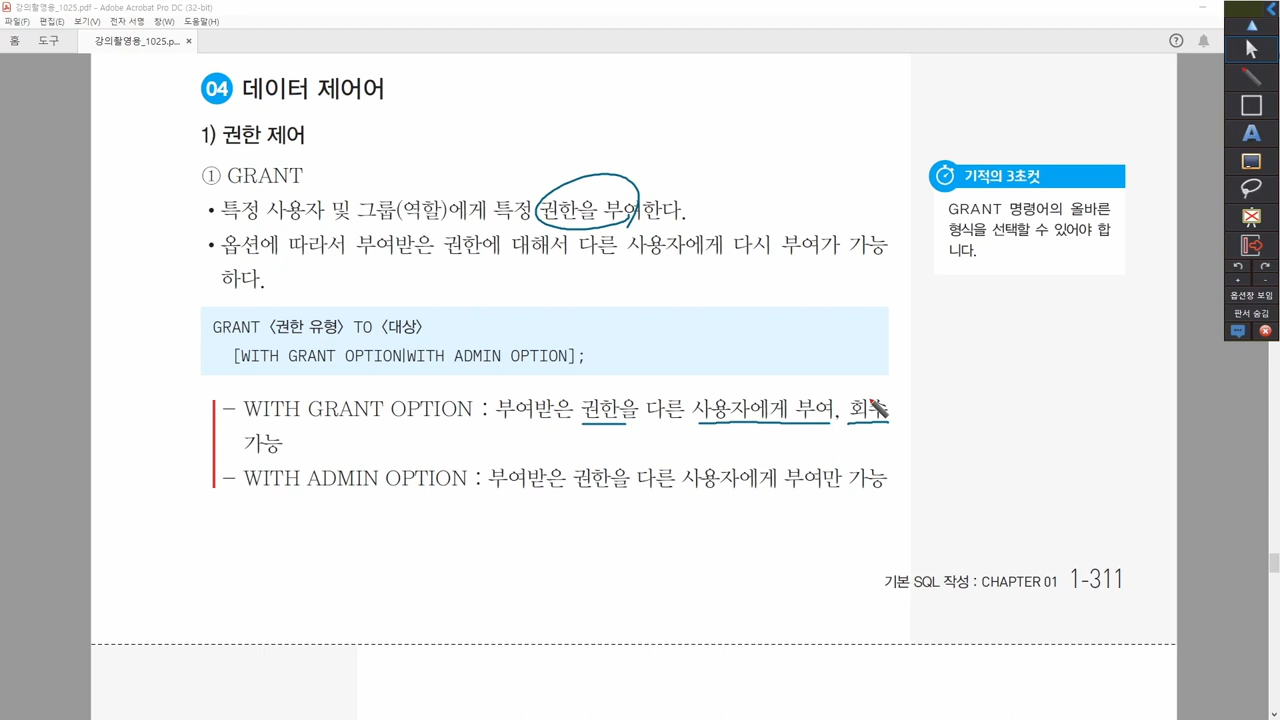 강의촬영용_1025.pdf - Adobe Acrobat Pro DC (32-bit)
파일(F) 편집(E) 보기(V) 전자 서명 창(W) 도움말(H)
홈 도구 강의촬영용_1025.p... ×
04 데이터 제어어
1) 권한 제어
① GRANT
• 특정 사용자 및 그룹(역할)에게 특정 권한을 부여한다.
• 옵션에 따라서 부여받은 권한에 대해서 다른 사용자에게 다시 부여가 가능
하다.
GRANT 〈권한 유형〉 TO 〈대상〉
[WITH GRANT OPTION|WITH ADMIN OPTION];
- WITH GRANT OPTION : 부여받은 권한을 다른 사용자에게 부여, 회수
가능
- WITH ADMIN OPTION : 부여받은 권한을 다른 사용자에게 부여만 가능
기적의 3초컷
GRANT 명령어의 올바른
형식을 선택할 수 있어야 합
니다.
기본 SQL 작성 : CHAPTER 01 1-311
옵션장 보임
판서 숨김